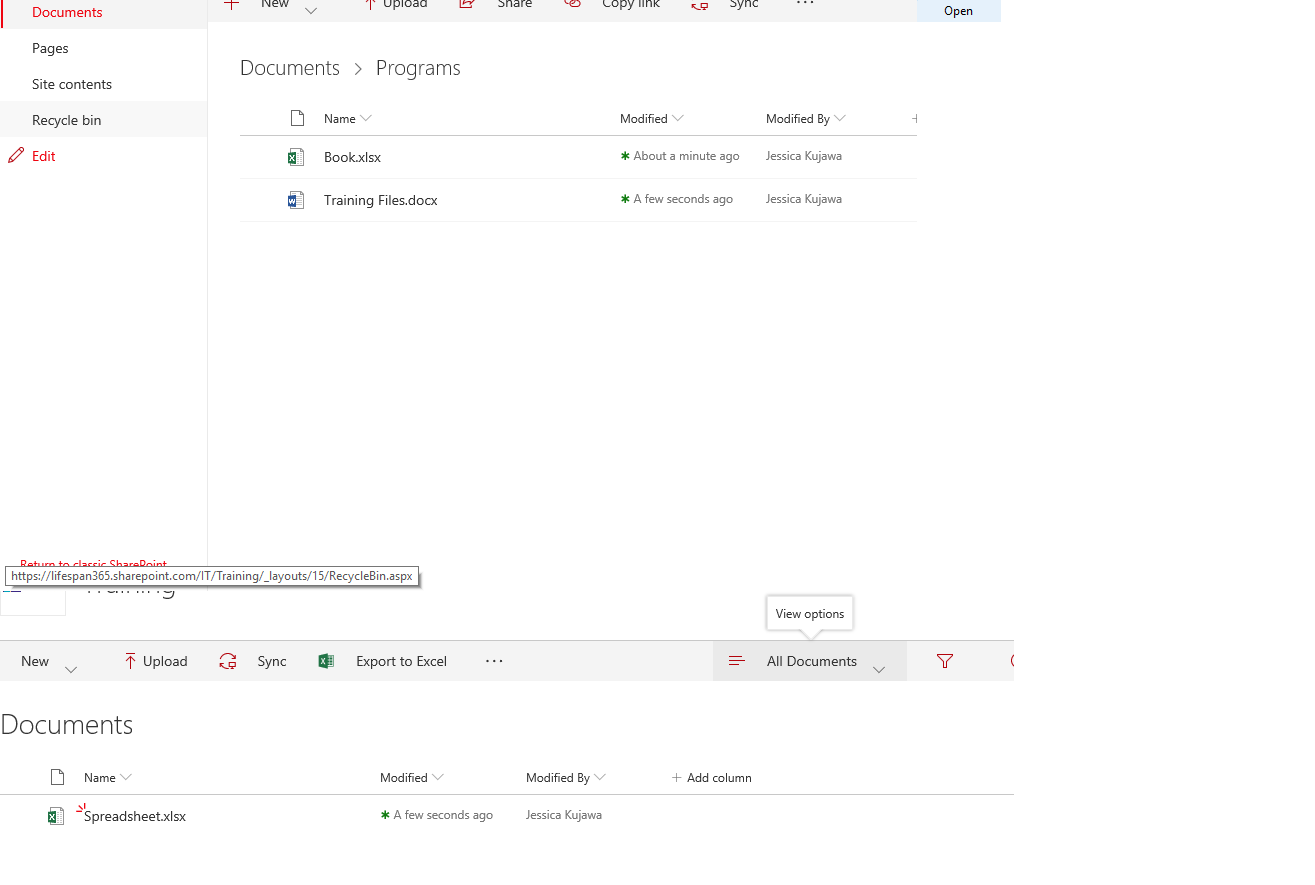 Documents
New Upload Share Copy link Sync ...
Open
Pages
Documents > Programs
Site contents
Recycle bin
Name Modified Modified By +
Edit
Book.xlsx About a minute ago Jessica Kujawa
Training Files.docx A few seconds ago Jessica Kujawa
Return to classic SharePoint
https://lifespan365.sharepoint.com/IT/Training/_layouts/15/RecycleBin.aspx
Training
View options
New Upload Sync Export to Excel ... All Documents
Documents
Name Modified Modified By + Add column
Spreadsheet.xlsx A few seconds ago Jessica Kujawa